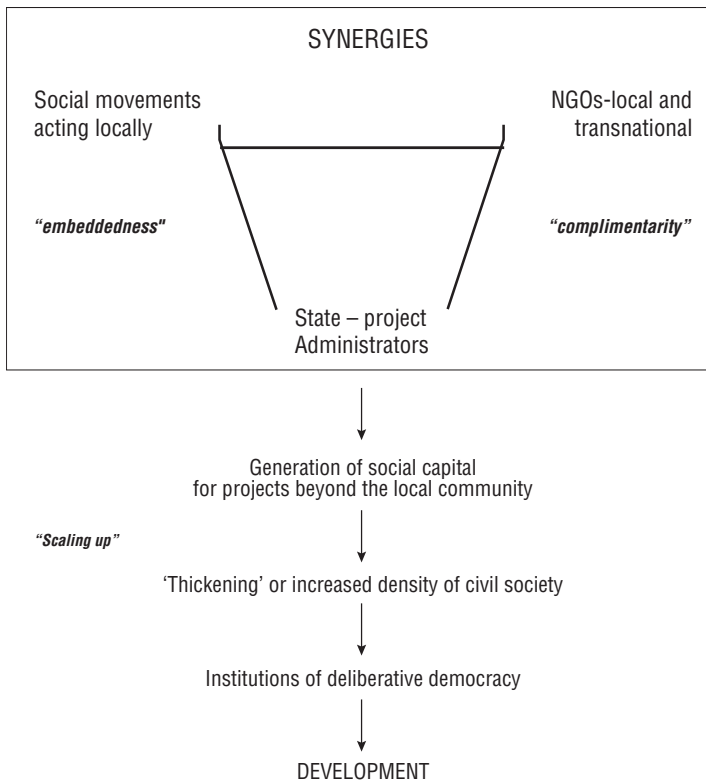 SYNERGIES
Social movements
acting locally
NGOs-local and
transnational
“embeddedness"
“complimentarity”
State – project
Administrators
Generation of social capital
for projects beyond the local community
“Scaling up”
‘Thickening’ or increased density of civil society
Institutions of deliberative democracy
DEVELOPMENT